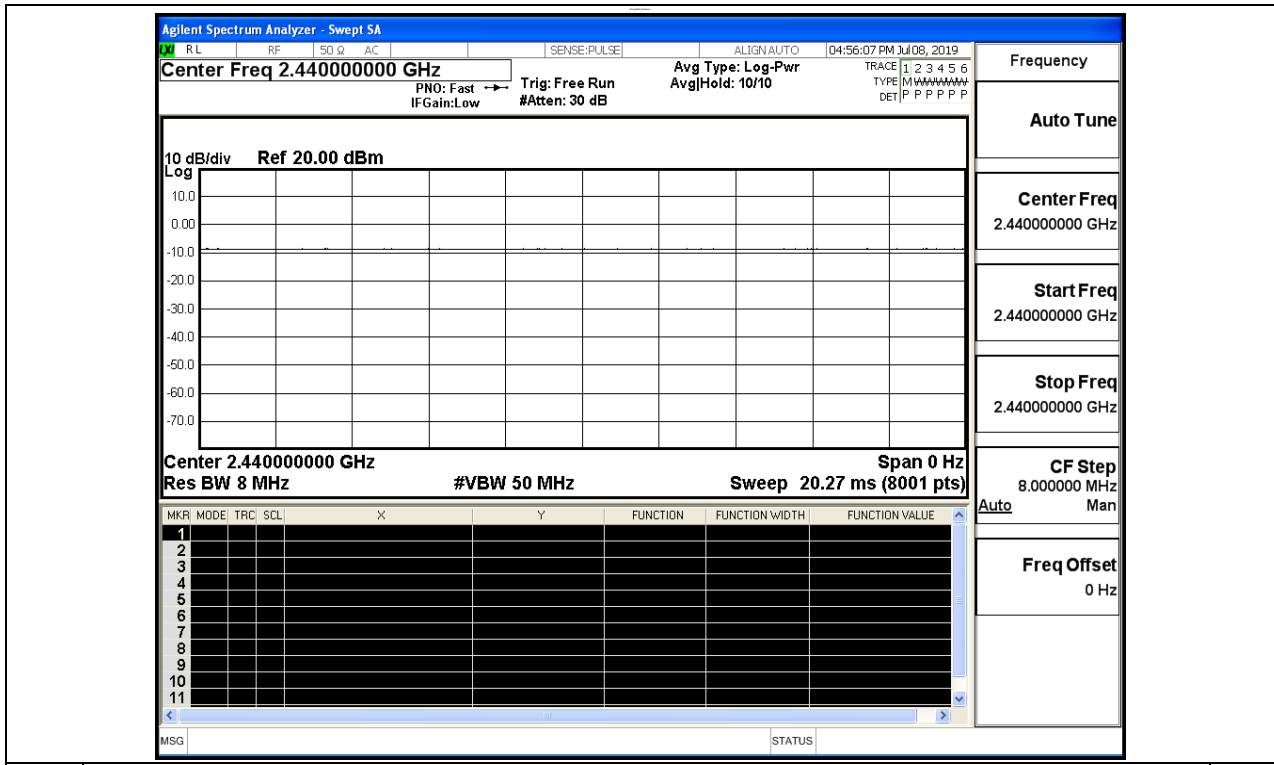 Agilent Spectrum Analyzer - Swept SA
LXI RL RF 50 Ω AC SENSE:PULSE ALIGN AUTO 04:56:07 PM Jul 08, 2019
Center Freq 2.440000000 GHz
PNO: Fast
IFGain:Low
Trig: Free Run
#Atten: 30 dB
Avg Type: Log-Pwr
Avg|Hold: 10/10
TRACE 1 2 3 4 5 6
TYPE M W W W W W
DET P P P P P P
10 dB/div Ref 20.00 dBm
Log
10.0
0.00
-10.0
-20.0
-30.0
-40.0
-50.0
-60.0
-70.0
Center 2.440000000 GHz Span 0 Hz
Res BW 8 MHz #VBW 50 MHz Sweep 20.27 ms (8001 pts)
MKR MODE TRC SCL X Y FUNCTION FUNCTION WIDTH FUNCTION VALUE
1
2
3
4
5
6
7
8
9
10
11
MSG STATUS
Frequency
Auto Tune
Center Freq
2.440000000 GHz
Start Freq
2.440000000 GHz
Stop Freq
2.440000000 GHz
CF Step
8.000000 MHz
Auto Man
Freq Offset
0 Hz